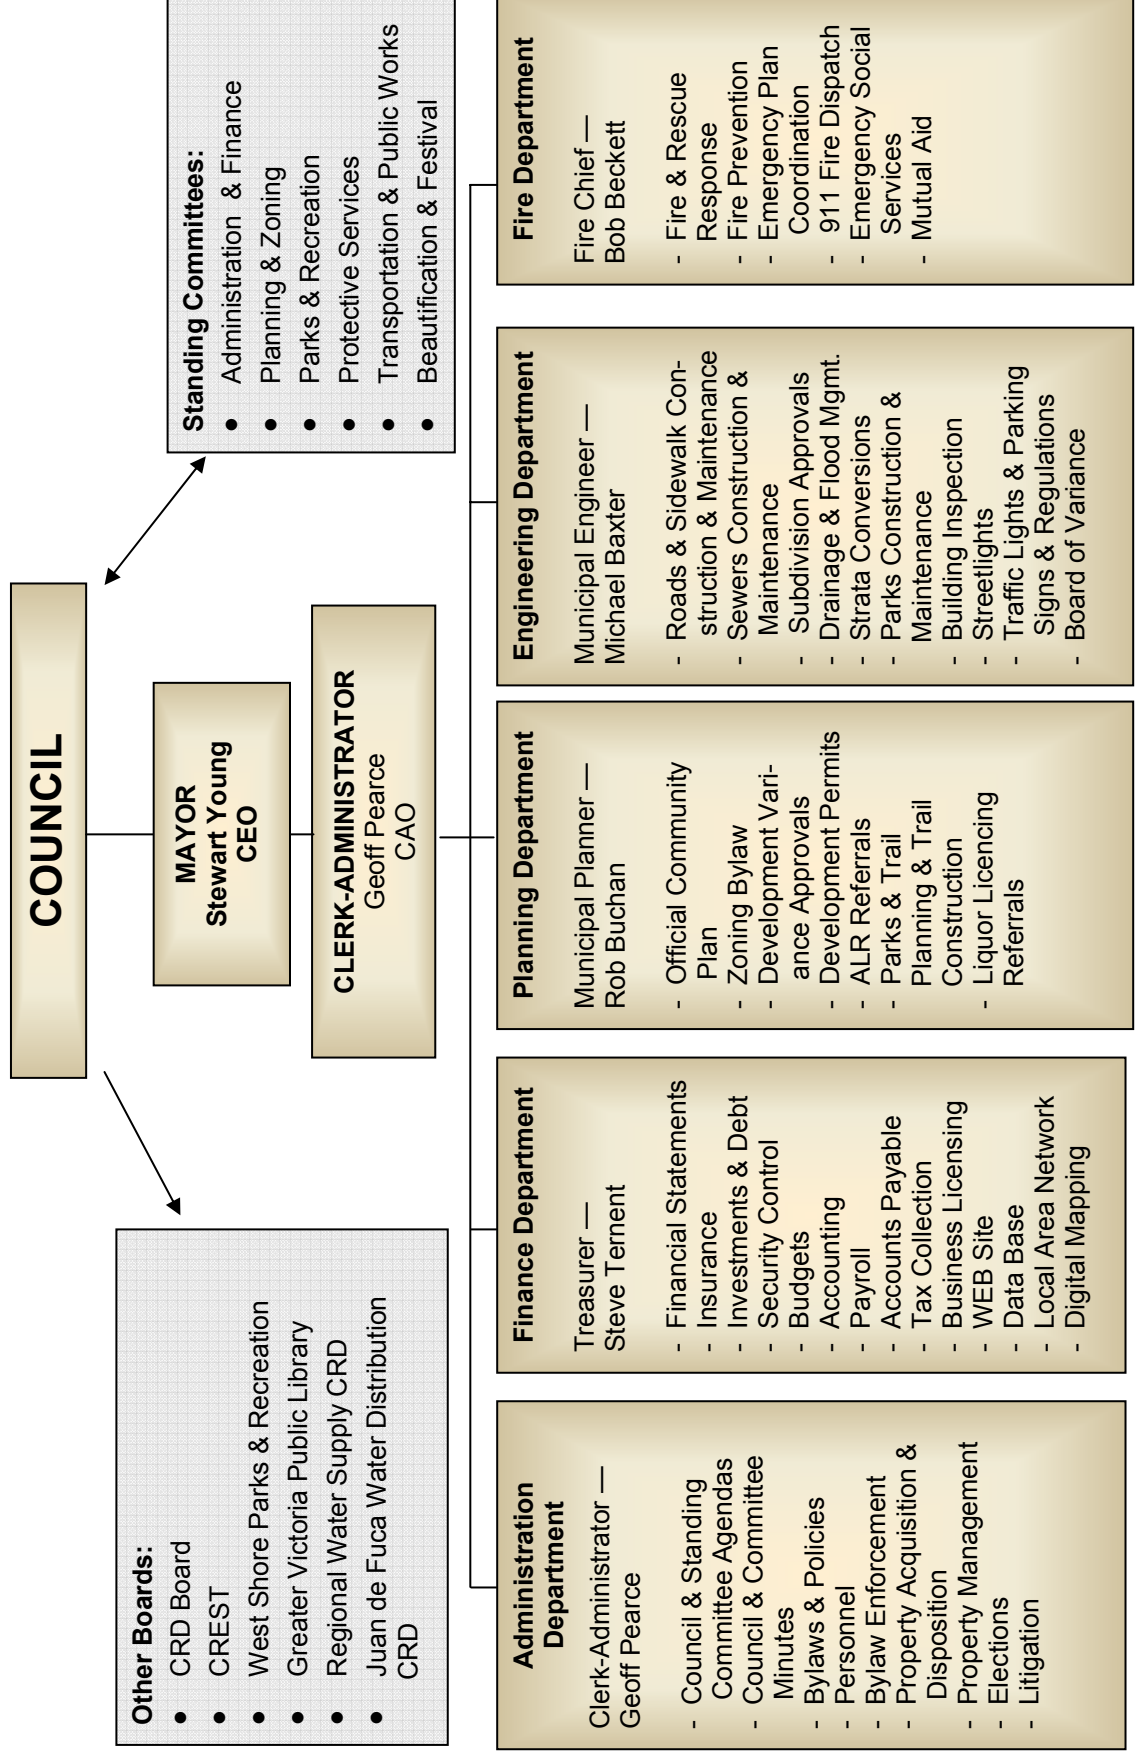 COUNCIL
MAYOR
Stewart Young
CEO
CLERK-ADMINISTRATOR
Geoff Pearce
CAO
Other Boards:
● CRD Board
● CREST
● West Shore Parks & Recreation
● Greater Victoria Public Library
● Regional Water Supply CRD
● Juan de Fuca Water Distribution
CRD
Standing Committees:
● Administration & Finance
● Planning & Zoning
● Parks & Recreation
● Protective Services
● Transportation & Public Works
● Beautification & Festival
Administration
Department
Clerk-Administrator —
Geoff Pearce
- Council & Standing
Committee Agendas
- Council & Committee
Minutes
- Bylaws & Policies
- Personnel
- Bylaw Enforcement
- Property Acquisition &
Disposition
- Property Management
- Elections
- Litigation
Finance Department
Treasurer —
Steve Ternent
- Financial Statements
- Insurance
- Investments & Debt
- Security Control
- Budgets
- Accounting
- Payroll
- Accounts Payable
- Tax Collection
- Business Licensing
- WEB Site
- Data Base
- Local Area Network
- Digital Mapping
Planning Department
Municipal Planner —
Rob Buchan
- Official Community
Plan
- Zoning Bylaw
- Development Vari-
ance Approvals
- Development Permits
- ALR Referrals
- Parks & Trail
Planning & Trail
Construction
- Liquor Licencing
Referrals
Engineering Department
Municipal Engineer —
Michael Baxter
- Roads & Sidewalk Con-
struction & Maintenance
- Sewers Construction &
Maintenance
- Subdivision Approvals
- Drainage & Flood Mgmt.
- Strata Conversions
- Parks Construction &
Maintenance
- Building Inspection
- Streetlights
- Traffic Lights & Parking
Signs & Regulations
- Board of Variance
Fire Department
Fire Chief —
Bob Beckett
- Fire & Rescue
Response
- Fire Prevention
- Emergency Plan
Coordination
- 911 Fire Dispatch
- Emergency Social
Services
- Mutual Aid